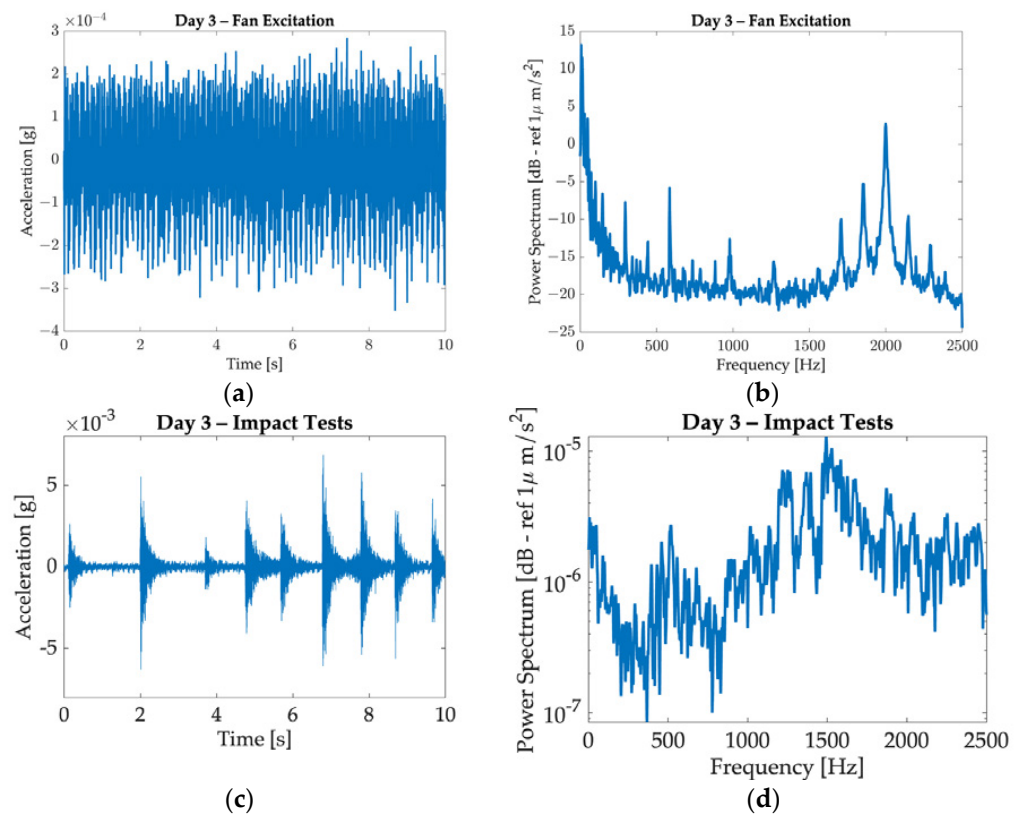 Day 3 – Fan Excitation
×10⁻⁴
3
2
1
0
−1
−2
−3
−4
Acceleration [g]
0 2 4 6 8 10
Time [s]
(a)
Day 3 – Fan Excitation
15
10
5
0
−5
−10
−15
−20
−25
Power Spectrum [dB - ref 1μ m/s²]
0 500 1000 1500 2000 2500
Frequency [Hz]
(b)
×10⁻³
Day 3 – Impact Tests
5
0
-5
Acceleration [g]
0 2 4 6 8 10
Time [s]
(c)
Day 3 – Impact Tests
10⁻⁵
10⁻⁶
10⁻⁷
Power Spectrum [dB - ref 1μ m/s²]
0 500 1000 1500 2000 2500
Frequency [Hz]
(d)